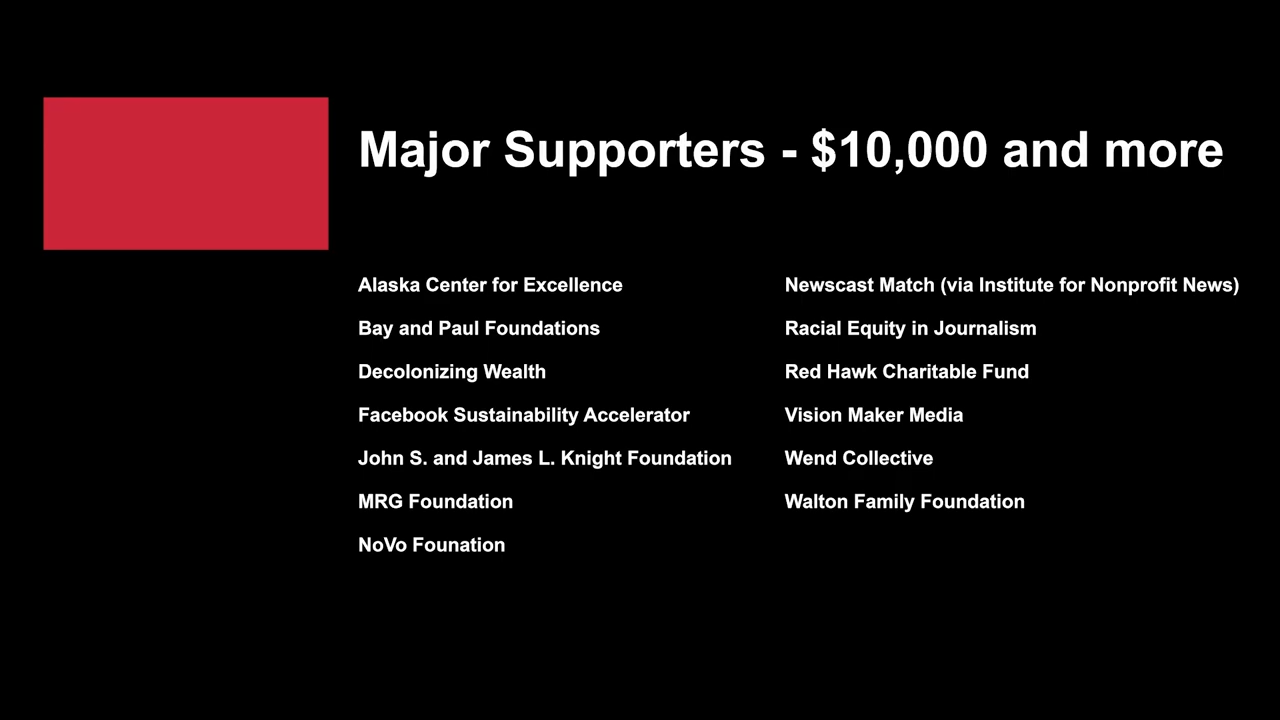 Major Supporters - $10,000 and more
Alaska Center for Excellence
Bay and Paul Foundations
Decolonizing Wealth
Facebook Sustainability Accelerator
John S. and James L. Knight Foundation
MRG Foundation
NoVo Founation
Newscast Match (via Institute for Nonprofit News)
Racial Equity in Journalism
Red Hawk Charitable Fund
Vision Maker Media
Wend Collective
Walton Family Foundation